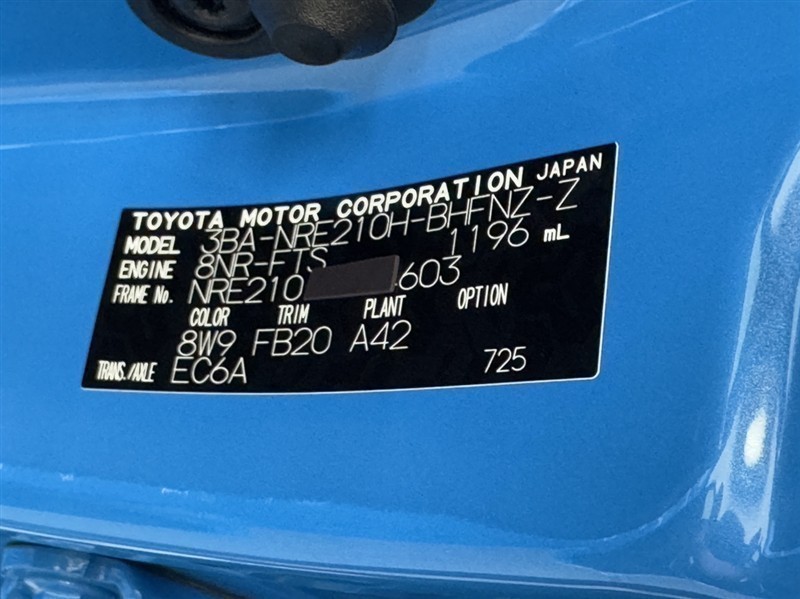 TOYOTA MOTOR CORPORATION JAPAN
MODEL 3BA-NRE210H-BHFNZ-Z
ENGINE 8NR-FTS 1196 mL
FRAME No. NRE210 603
COLOR TRIM PLANT OPTION
8W9 FB20 A42
TRANS./AXLE EC6A 725